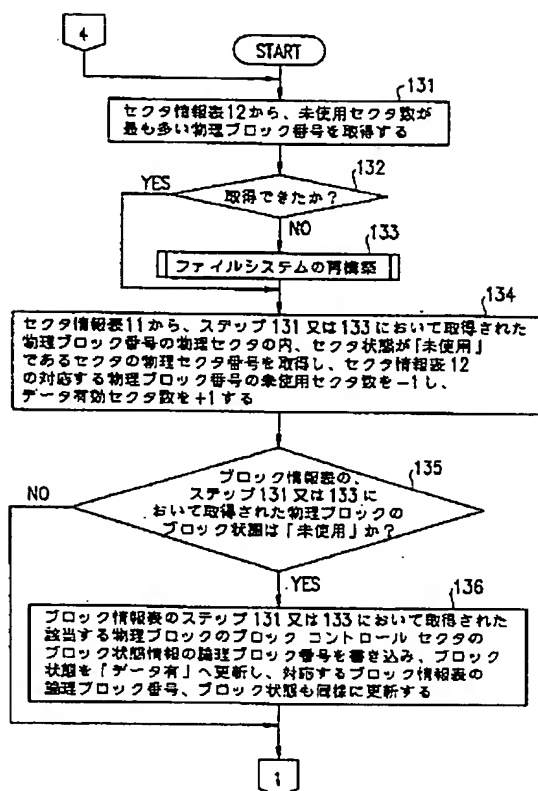 4
START
131
セクタ情報表12から、未使用セクタ数が
最も多い物理ブロック番号を取得する
132
YES
取得できたか？
NO
133
ファイルシステムの再構築
134
セクタ情報表11から、ステップ131又は133において取得された
物理ブロック番号の物理セクタの内、セクタ状態が「未使用」
であるセクタの物理セクタ番号を取得し、セクタ情報表12
の対応する物理ブロック番号の未使用セクタ数を-1し、
データ有効セクタ数を+1する
135
NO
ブロック情報表の、
ステップ131又は133に
おいて取得された物理ブロックの
ブロック状態は「未使用」か？
YES
136
ブロック情報表のステップ131又は133において取得された
該当する物理ブロックのブロック コントロール セクタの
ブロック状態情報の論理ブロック番号を書き込み、ブロック
状態を「データ有」へ更新し、対応するブロック情報表の
論理ブロック番号、ブロック状態も同様に更新する
1